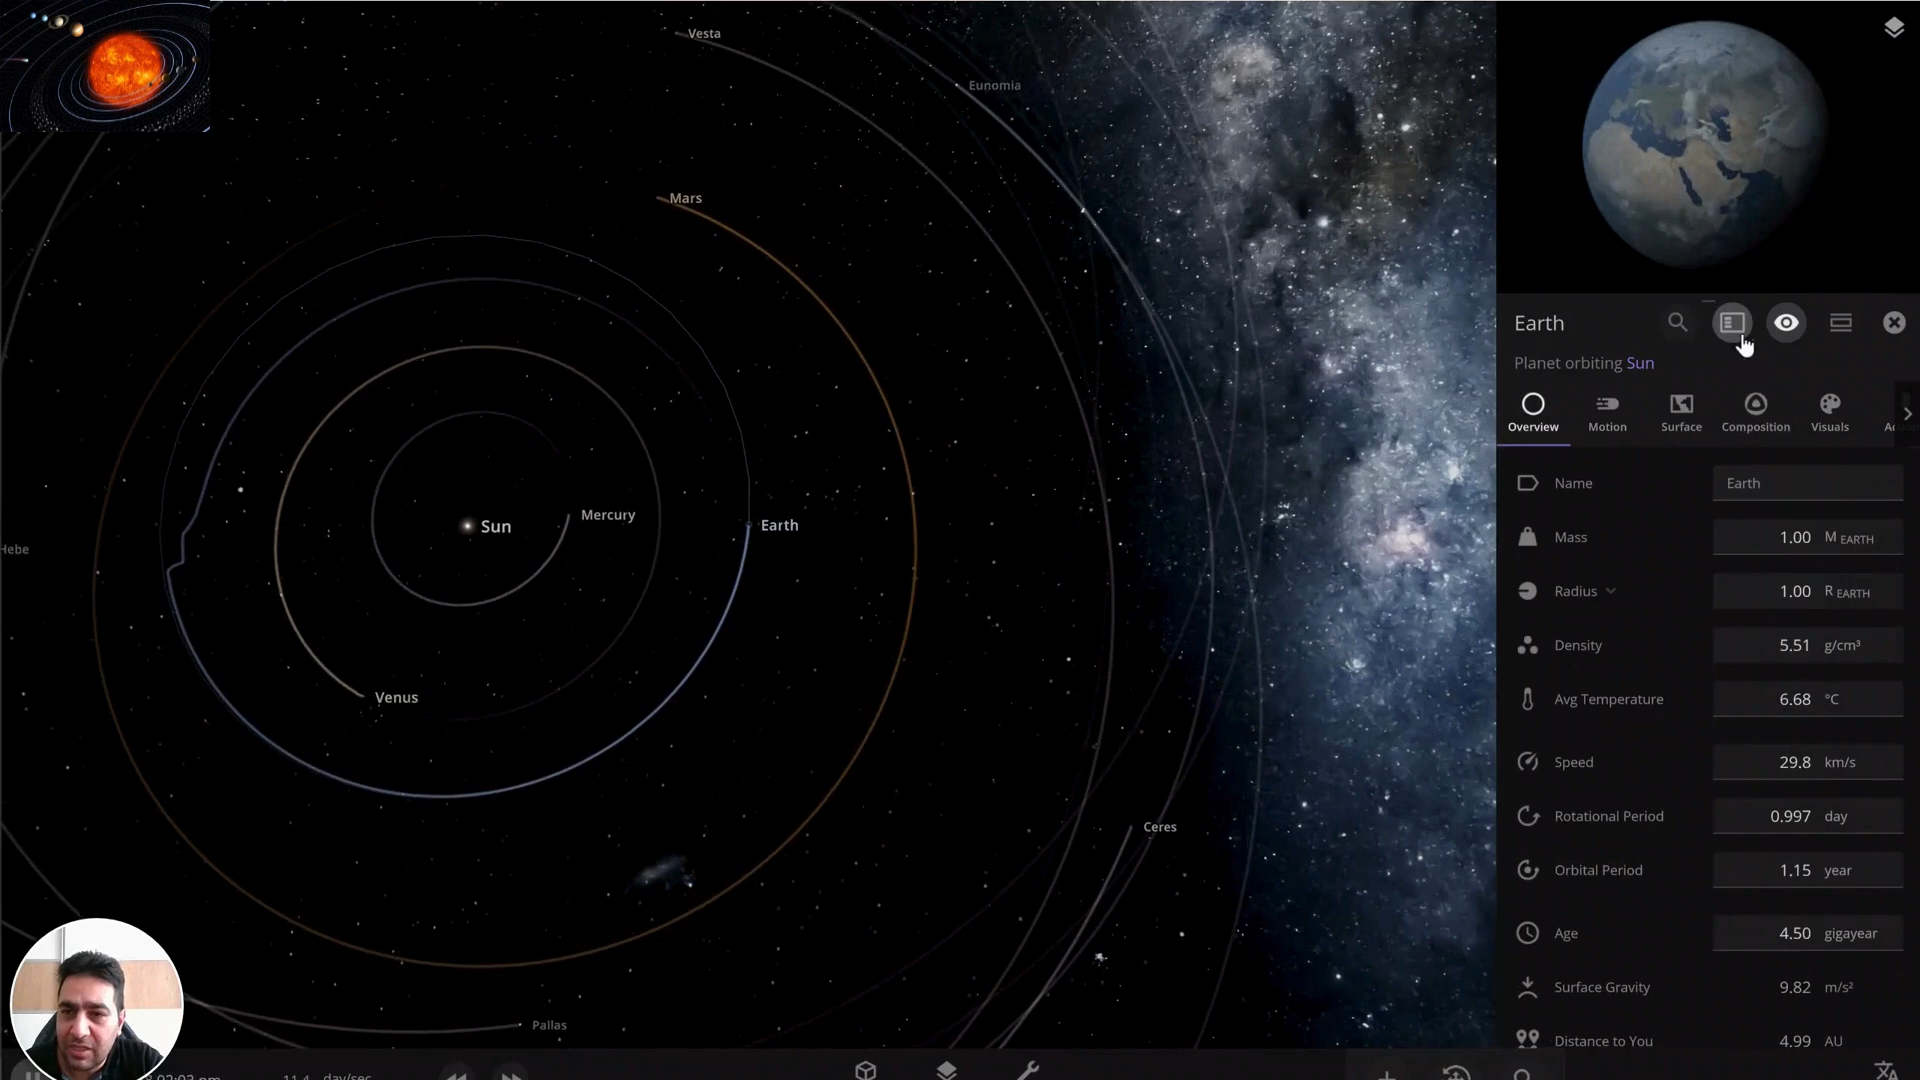 Vesta
Eunomia
Mars
Hebe
Sun
Mercury
Earth
Venus
Ceres
Pallas
Earth
Planet orbiting Sun
Overview
Motion
Surface
Composition
Visuals
Name Earth
Mass 1.00 M EARTH
Radius 1.00 R EARTH
Density 5.51 g/cm³
Avg Temperature 6.68 °C
Speed 29.8 km/s
Rotational Period 0.997 day
Orbital Period 1.15 year
Age 4.50 gigayear
Surface Gravity 9.82 m/s²
Distance to You 4.99 AU
11.4 day/sec